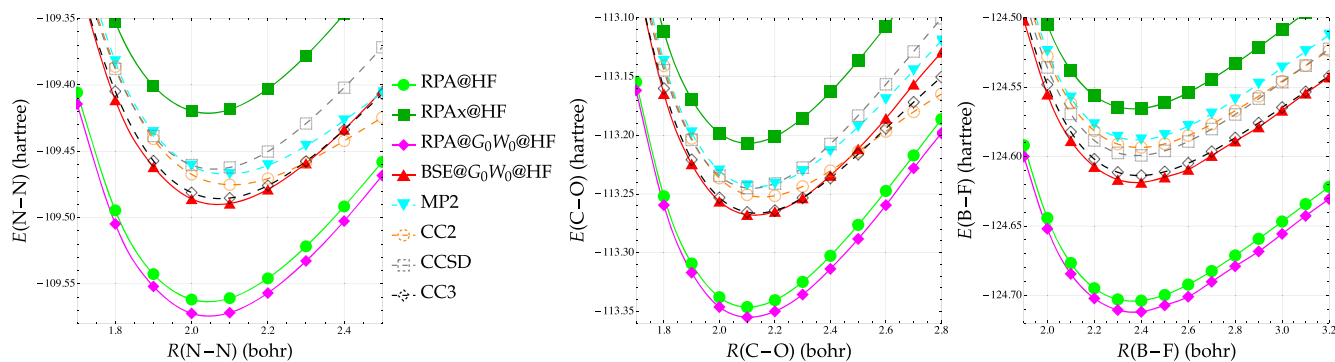 E(N−N) (hartree)
−109.35
−109.40
−109.45
−109.50
−109.55
1.8
2.0
2.2
2.4
R(N−N) (bohr)
RPA@HF
RPAx@HF
RPA@G₀W₀@HF
BSE@G₀W₀@HF
MP2
CC2
CCSD
CC3
E(C−O) (hartree)
−113.10
−113.15
−113.20
−113.25
−113.30
−113.35
1.8
2.0
2.2
2.4
2.6
2.8
R(C−O) (bohr)
E(B−F) (hartree)
−124.50
−124.55
−124.60
−124.65
−124.70
2.0
2.2
2.4
2.6
2.8
3.0
3.2
R(B−F) (bohr)